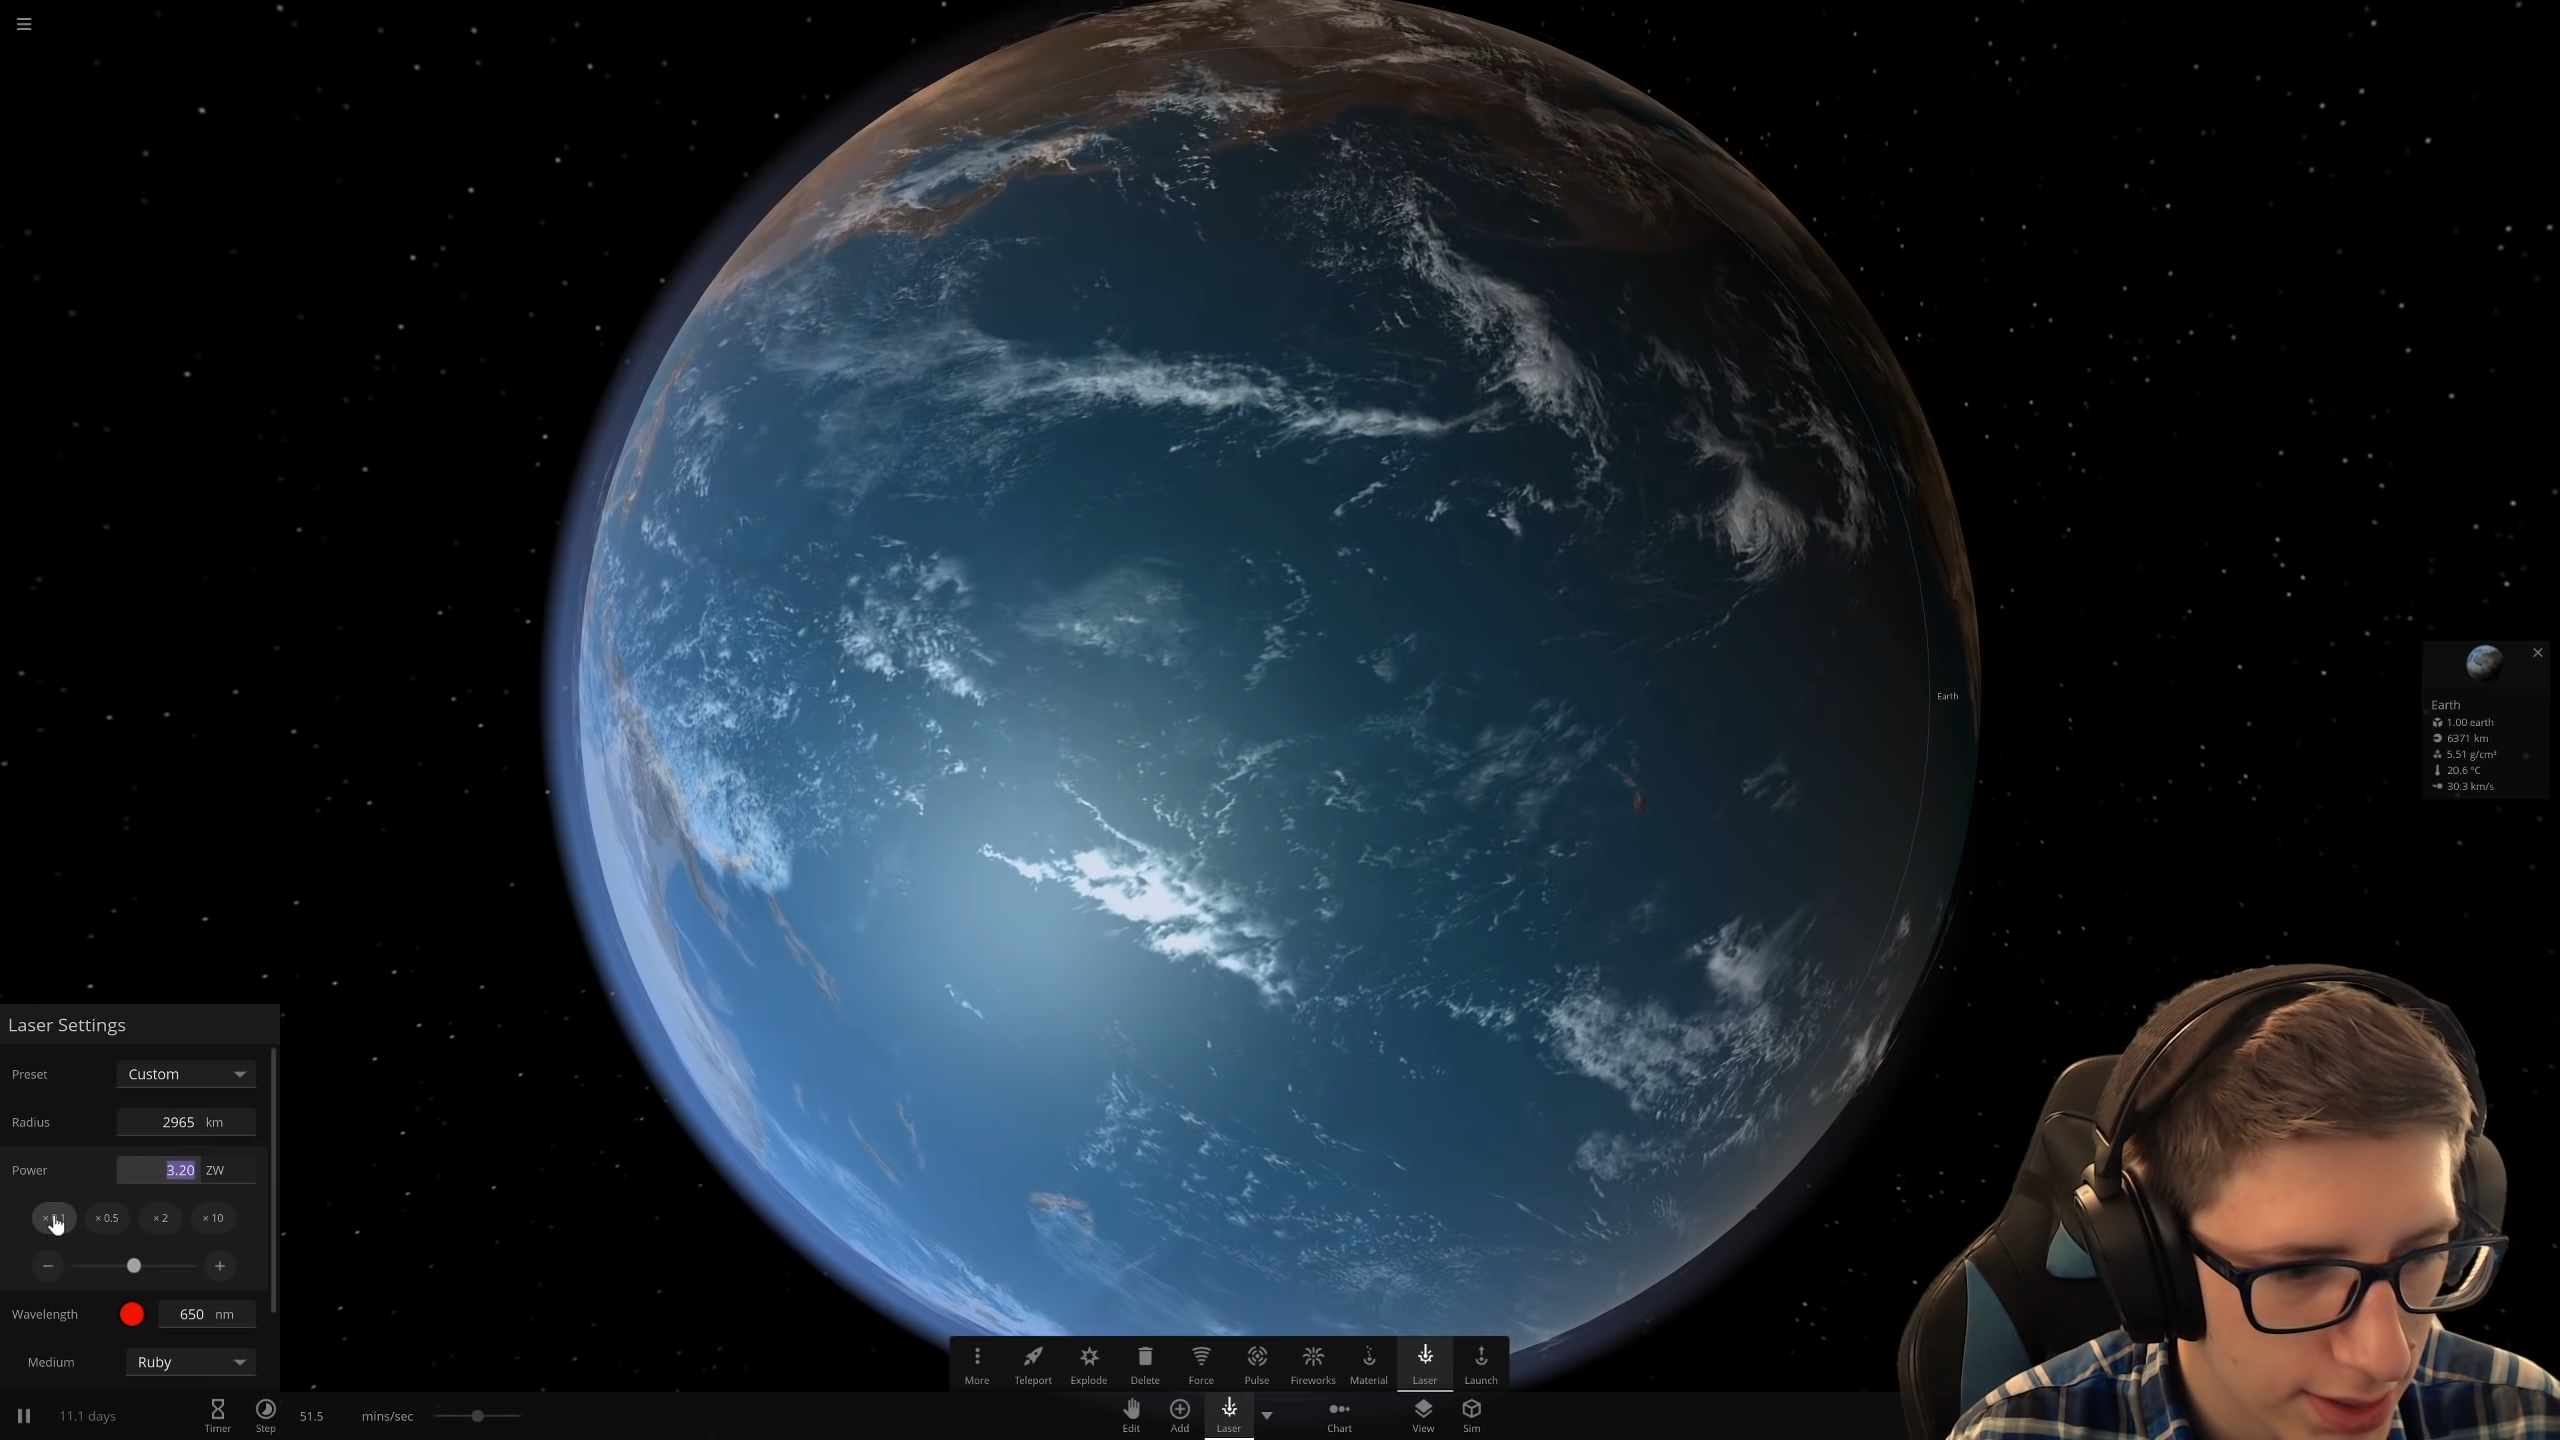 Earth
Earth
1.00 earth
6371 km
5.51 g/cm³
20.6 °C
30.3 km/s
Laser Settings
Preset Custom
Radius 2965 km
Power 3.20 ZW
× 0.5 × 2 × 10
Wavelength 650 nm
Medium Ruby
More Teleport Explode Delete Force Pulse Fireworks Material Laser Launch
11.1 days Timer Step 51.5 mins/sec Edit Add Laser Chart View Sim